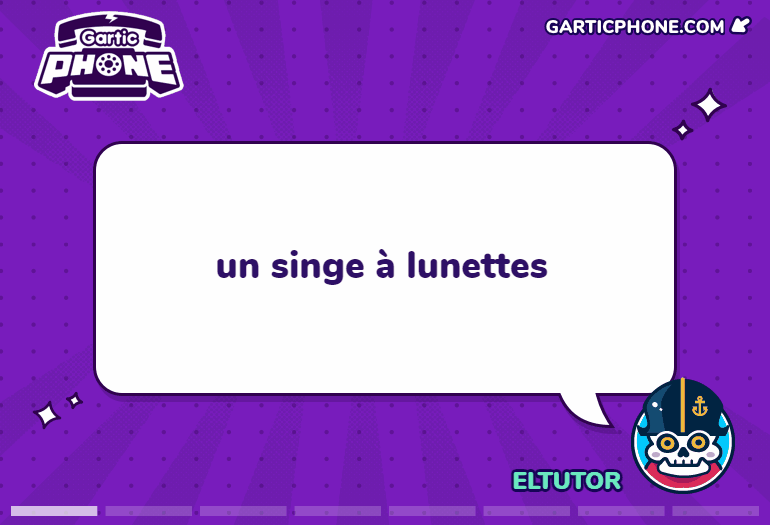 Gartic
PHONE
GARTICPHONE.COM
un singe à lunettes
ELTUTOR